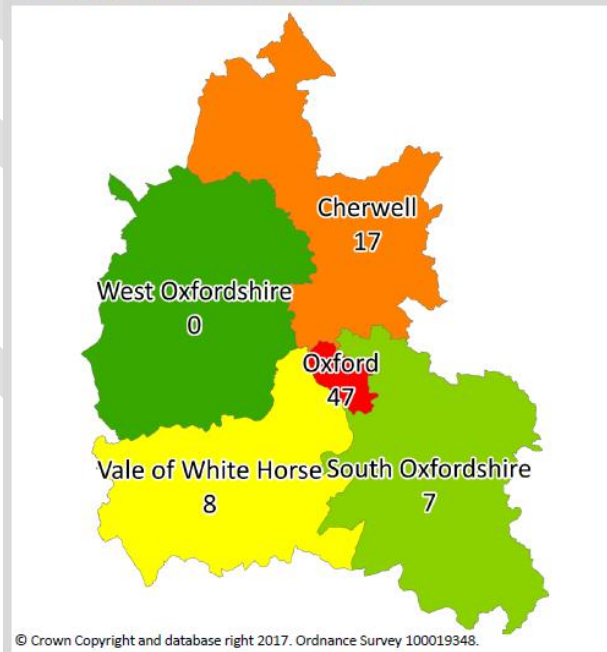 Cherwell
17
West Oxfordshire
0
Oxford
47
Vale of White Horse
8
South Oxfordshire
7
© Crown Copyright and database right 2017. Ordnance Survey 100019348.